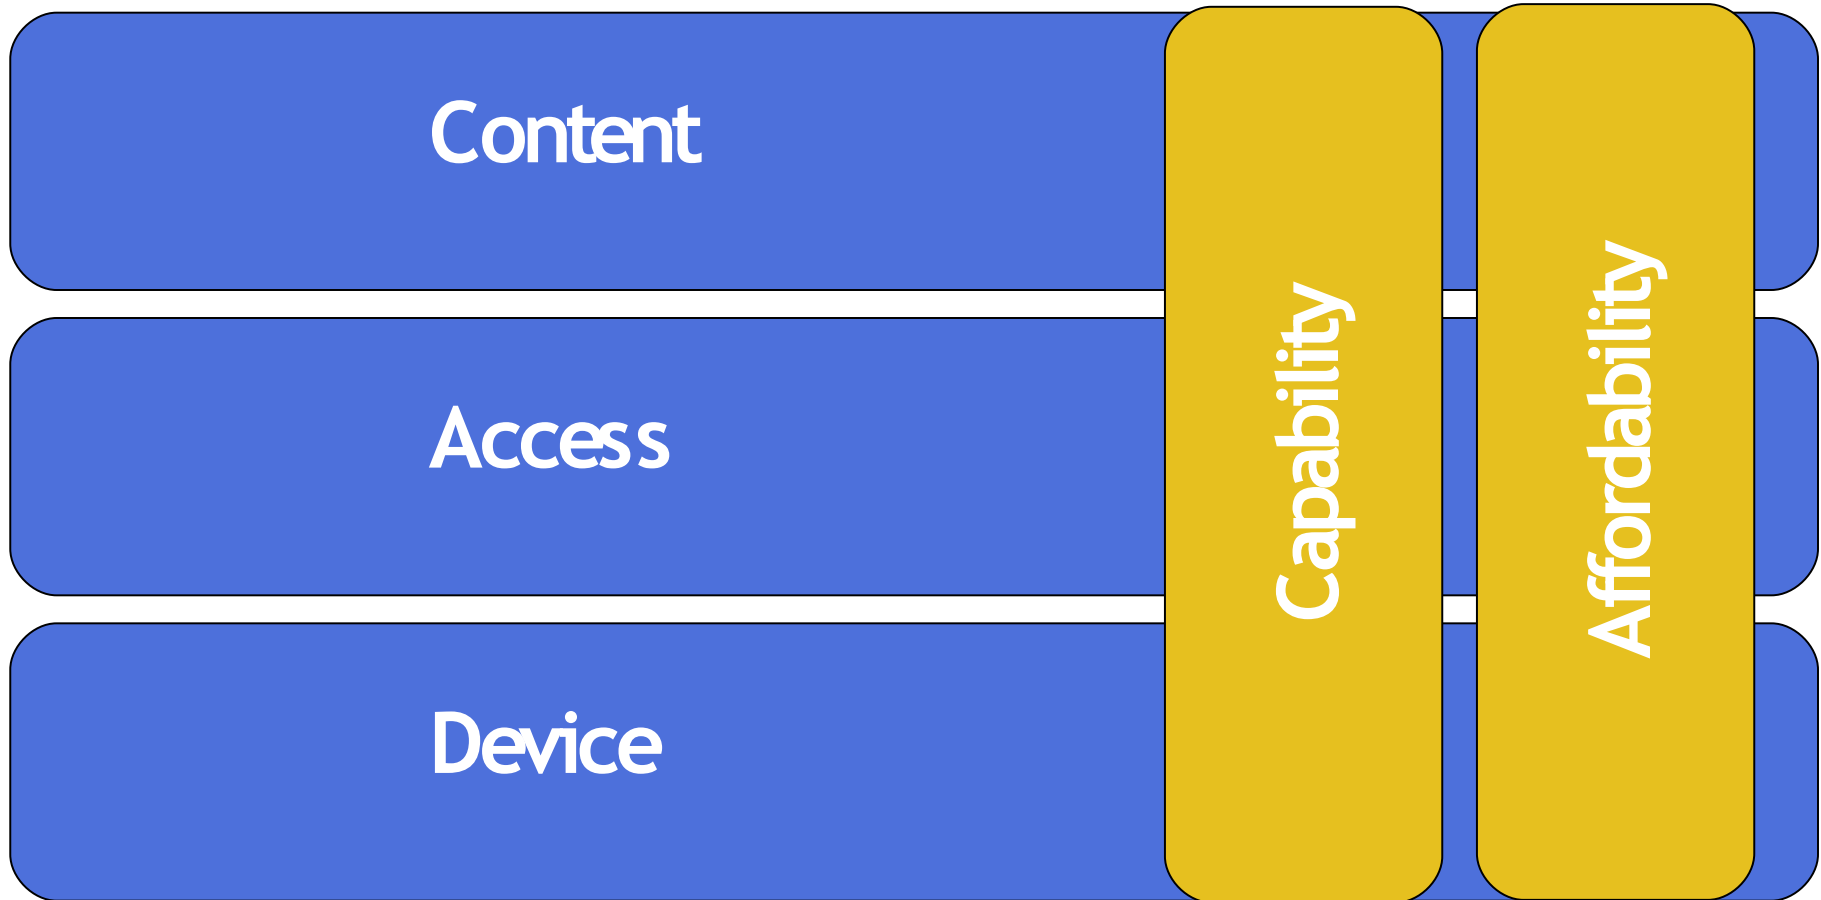 Content
Access
Device
Capability
Affordability